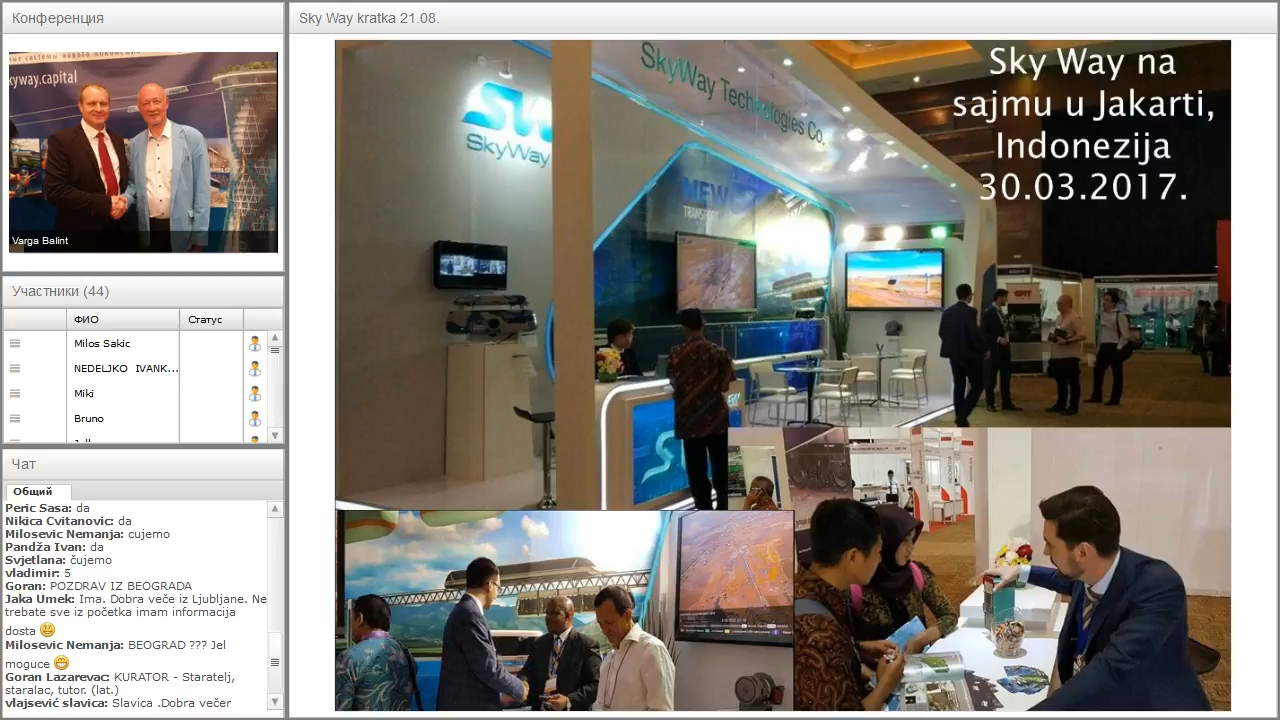 Конференция
skyway.capital
Varga Balint
Участники (44)
ФИО
Статус
Milos Sakic
Miki
Bruno
Чат
Общий
Petic Sasa: da
Nikica Cvitanovic: da
Milosevic Nemanja: cujemo
Pandža Ivan: da
Svjetlana: čujemo
vladimir: 5
Goran: POZDRAV IZ BEOGRADA
Jaka Umek: Ima. Dobra veče iz Ljubljane. Ne
trebate sve iz početka imam informacija
dosta
Milosevic Nemanja: BEOGRAD ??? Jel
moguce
Goran Lazarevac: KURATOR - Staratelj,
staralac, tutor. (lat.)
vlajsević slavica: Slavica .Dobra večer
Sky Way kratka 21.08.
Sky Way na
sajmu u Jakarti,
Indonezija
30.03.2017.
SkyWay Technologies Co.
SkyWay
NEW
TRANSPORT